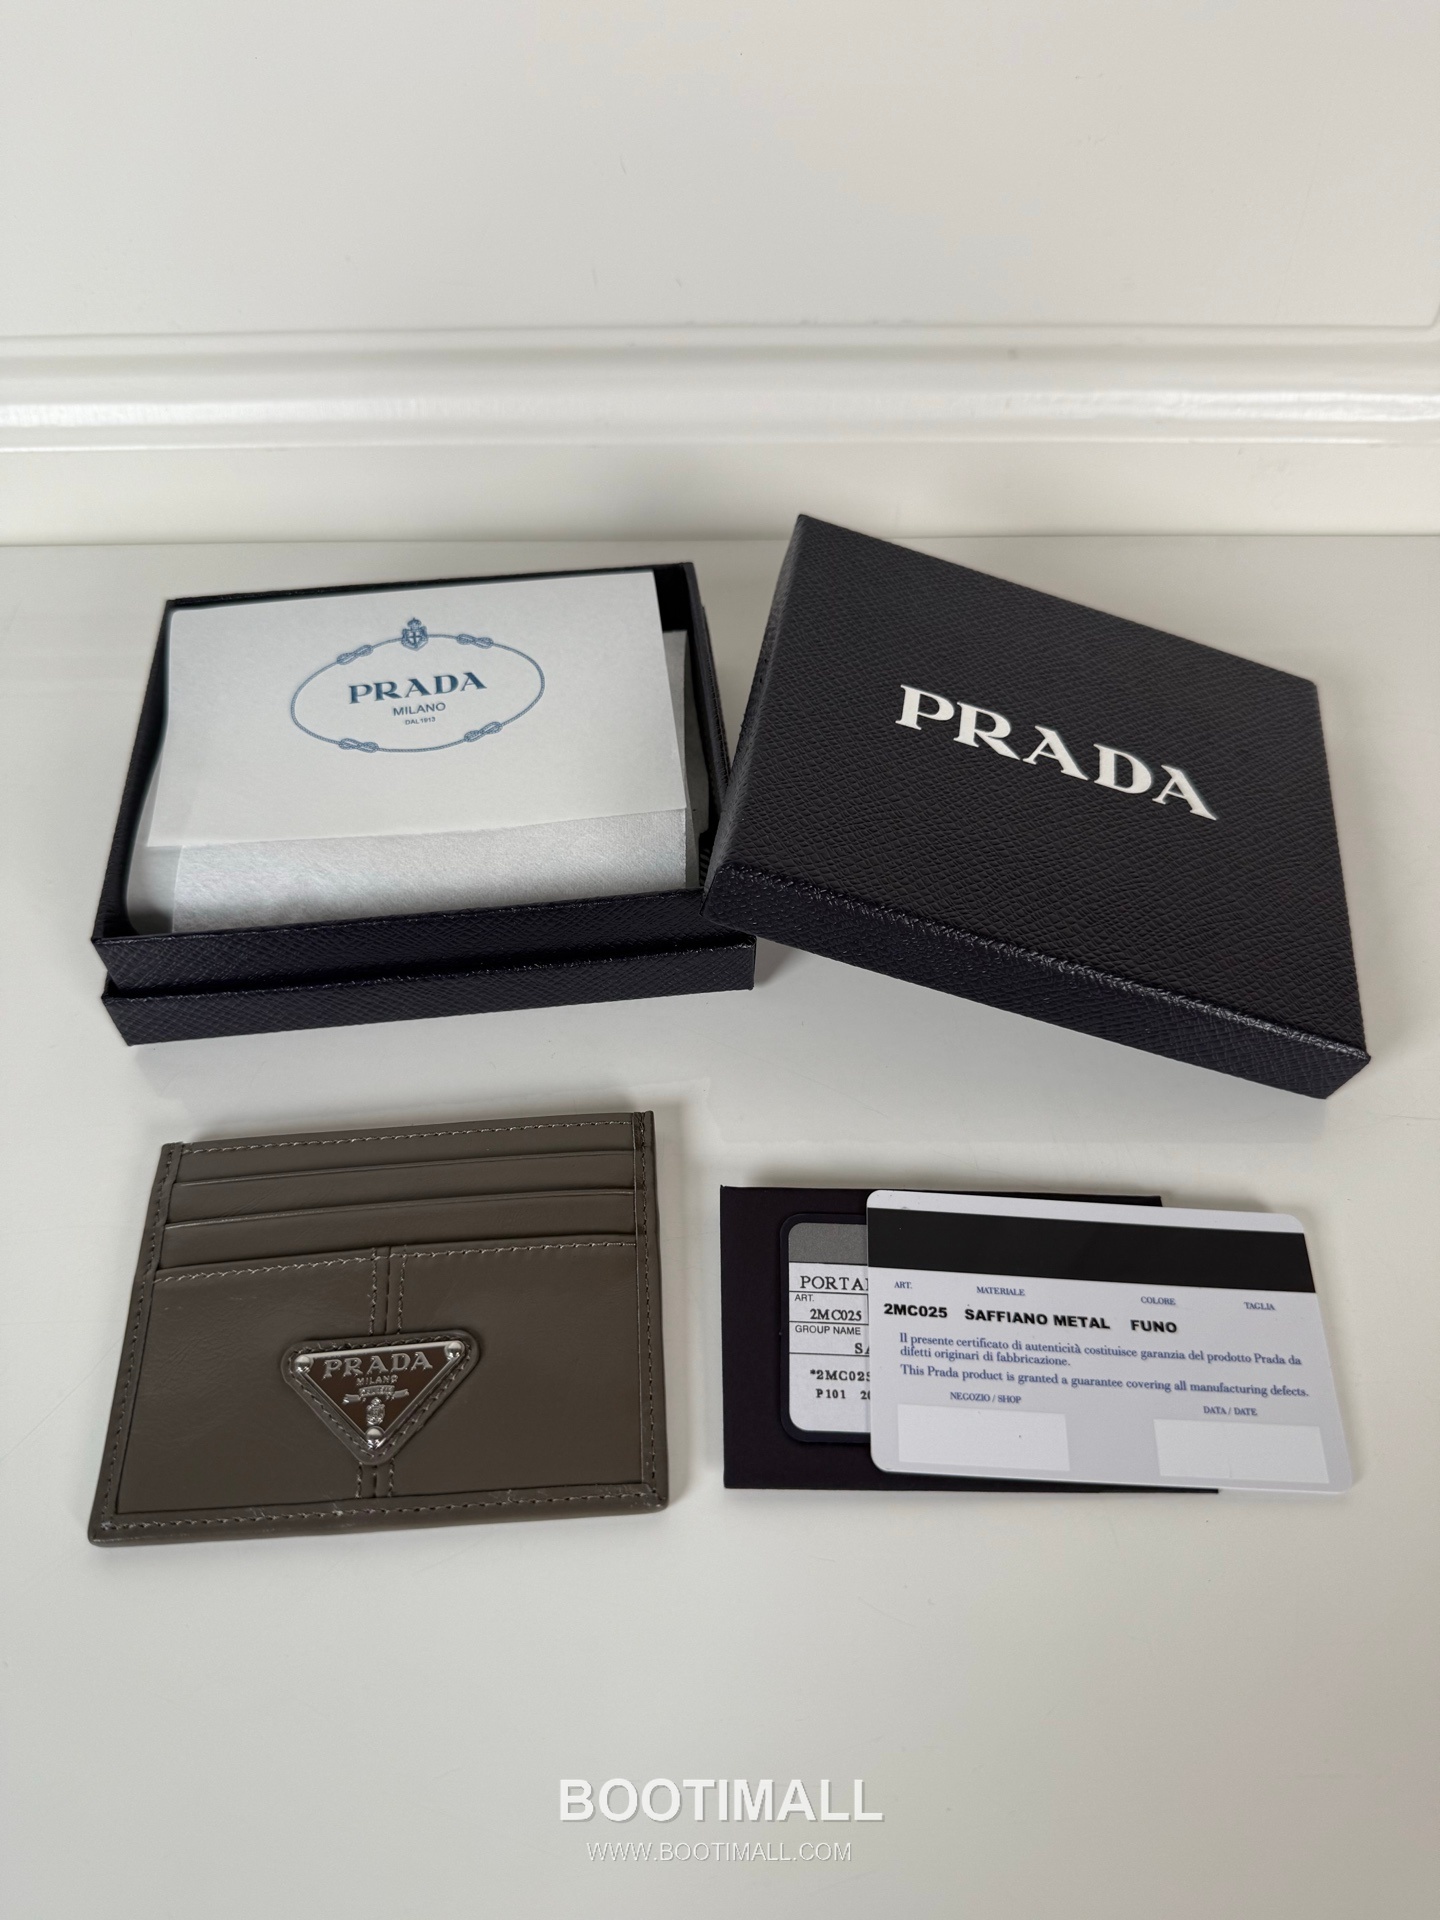 PRADA
MILANO
DAL 1913
PRADA
PRADA
MILANO
PORTA
ART.
2MC025
GROUP NAME
SA
*2MC025
P101 20
ART. MATERIALE COLORE TAGLIA
2MC025 SAFFIANO METAL FUNO
Il presente certificato di autenticità costituisce garanzia del prodotto Prada da
difetti originari di fabbricazione.
This Prada product is granted a guarantee covering all manufacturing defects.
NEGOZIO / SHOP DATA / DATE
BOOTIMALL
WWW.BOOTIMALL.COM